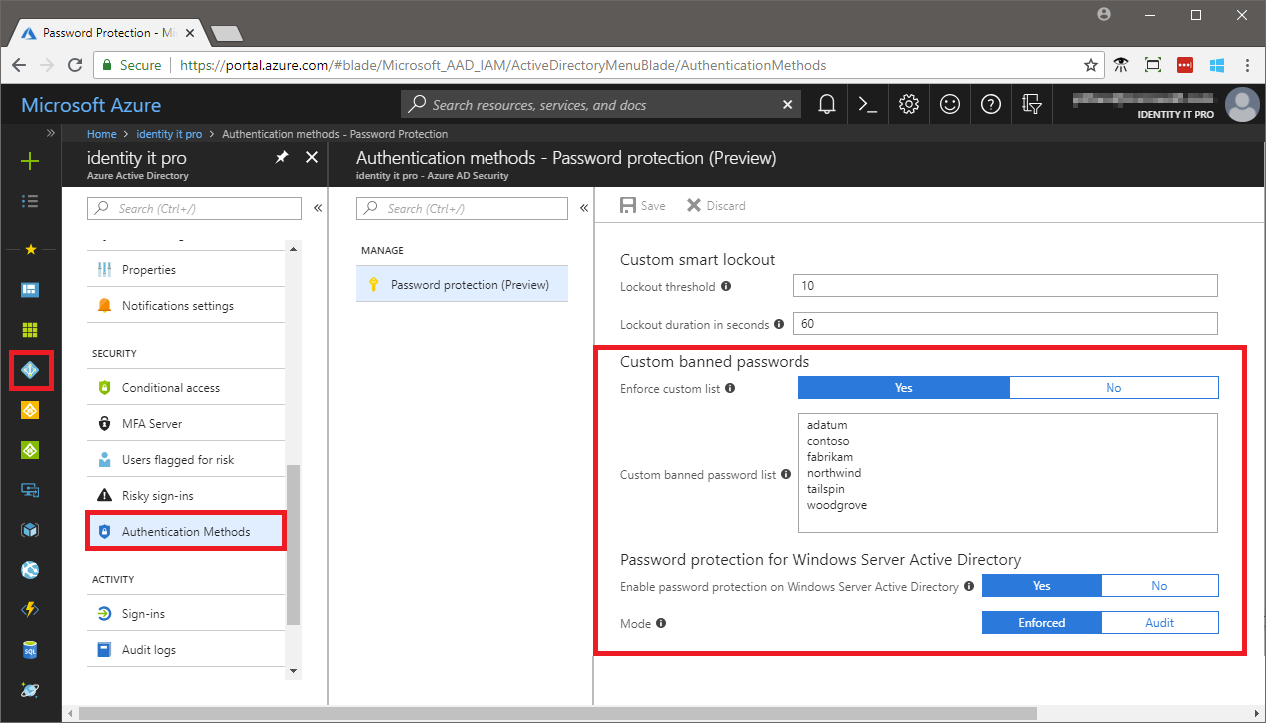 Password Protection - Mi
Secure
https://portal.azure.com/#blade/Microsoft_AAD_IAM/ActiveDirectoryMenuBlade/AuthenticationMethods
Microsoft Azure
Search resources, services, and docs
IDENTITY IT PRO
Home > identity it pro > Authentication methods - Password Protection
identity it pro
Azure Active Directory
Search (Ctrl+/)
Properties
Notifications settings
SECURITY
Conditional access
MFA Server
Users flagged for risk
Risky sign-ins
Authentication Methods
ACTIVITY
Sign-ins
Audit logs
SQL
Authentication methods - Password protection (Preview)
identity it pro - Azure AD Security
Search (Ctrl+/)
MANAGE
Password protection (Preview)
Save Discard
Custom smart lockout
Lockout threshold 10
Lockout duration in seconds 60
Custom banned passwords
Enforce custom list Yes No
Custom banned password list
adatum
contoso
fabrikam
northwind
tailspin
woodgrove
Password protection for Windows Server Active Directory
Enable password protection on Windows Server Active Directory Yes No
Mode Enforced Audit